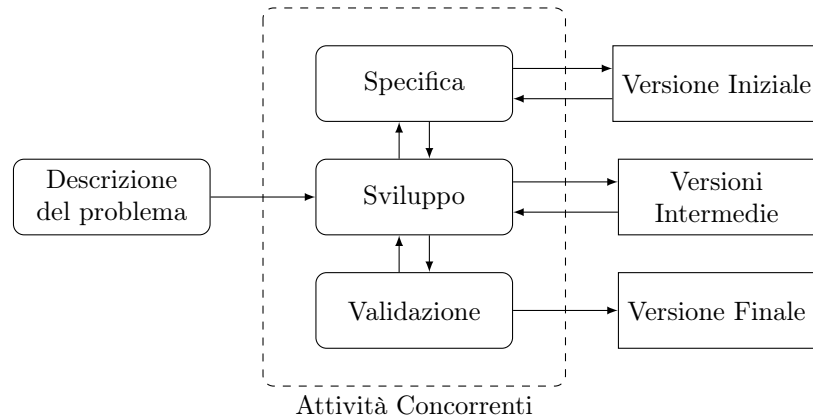 Specifica
Versione Iniziale
Descrizione
del problema
Sviluppo
Versioni
Intermedie
Validazione
Versione Finale
Attività Concorrenti